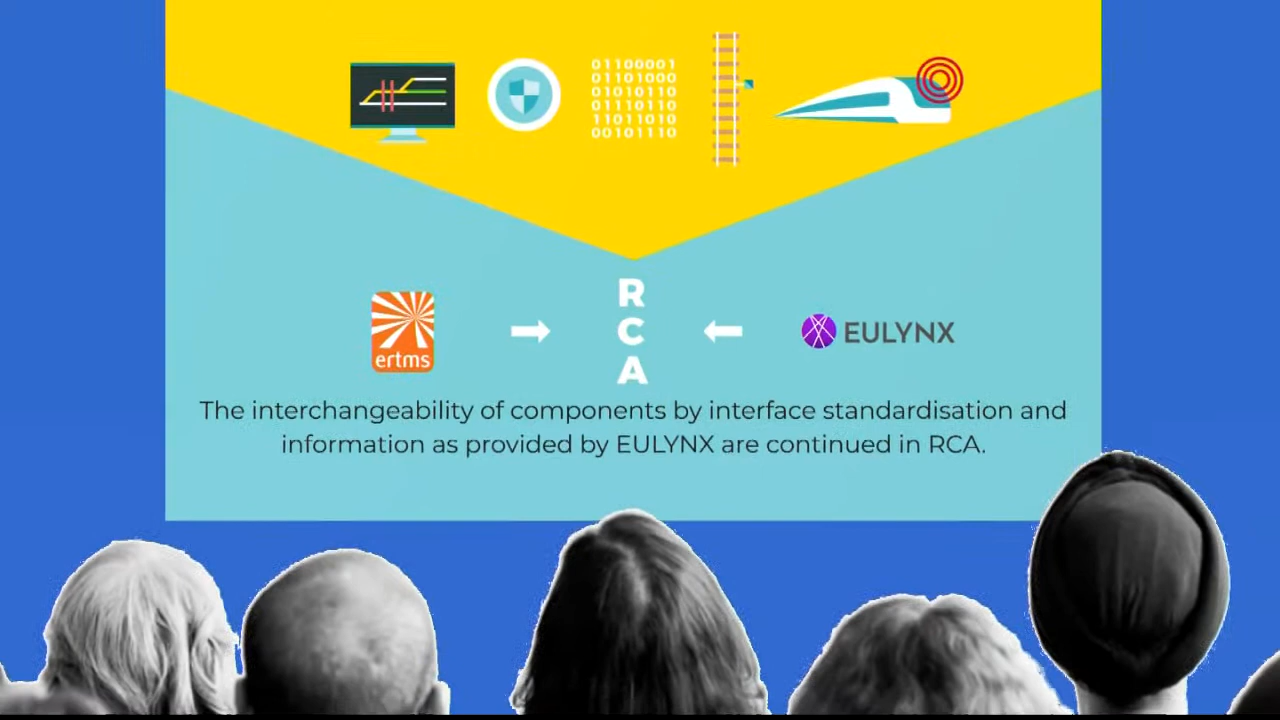 01100001
01101000
01010110
01110110
11011010
00101110
R
C
A
ertms
EULYNX
The interchangeability of components by interface standardisation and
information as provided by EULYNX are continued in RCA.